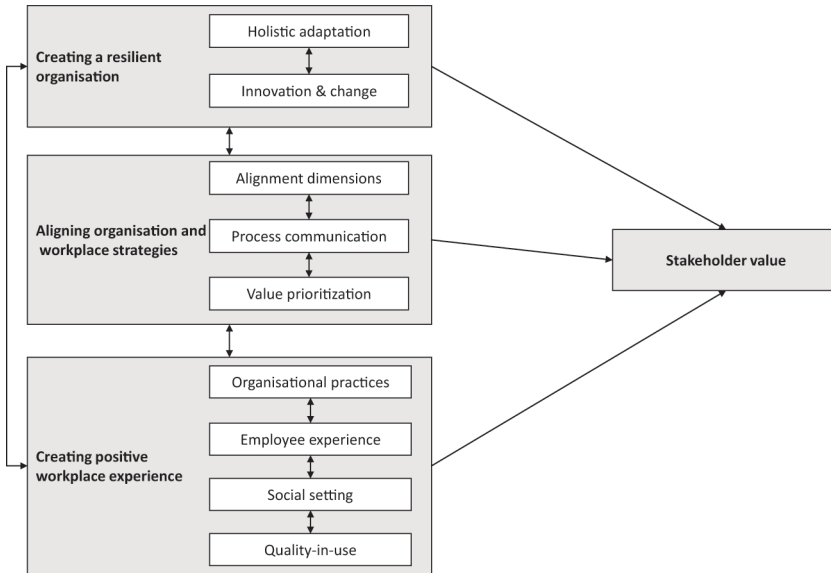 Holistic adaptation
Creating a resilient
organisation
Innovation & change
Alignment dimensions
Aligning organisation and
workplace strategies
Process communication
Value prioritization
Stakeholder value
Organisational practices
Employee experience
Creating positive
workplace experience
Social setting
Quality-in-use